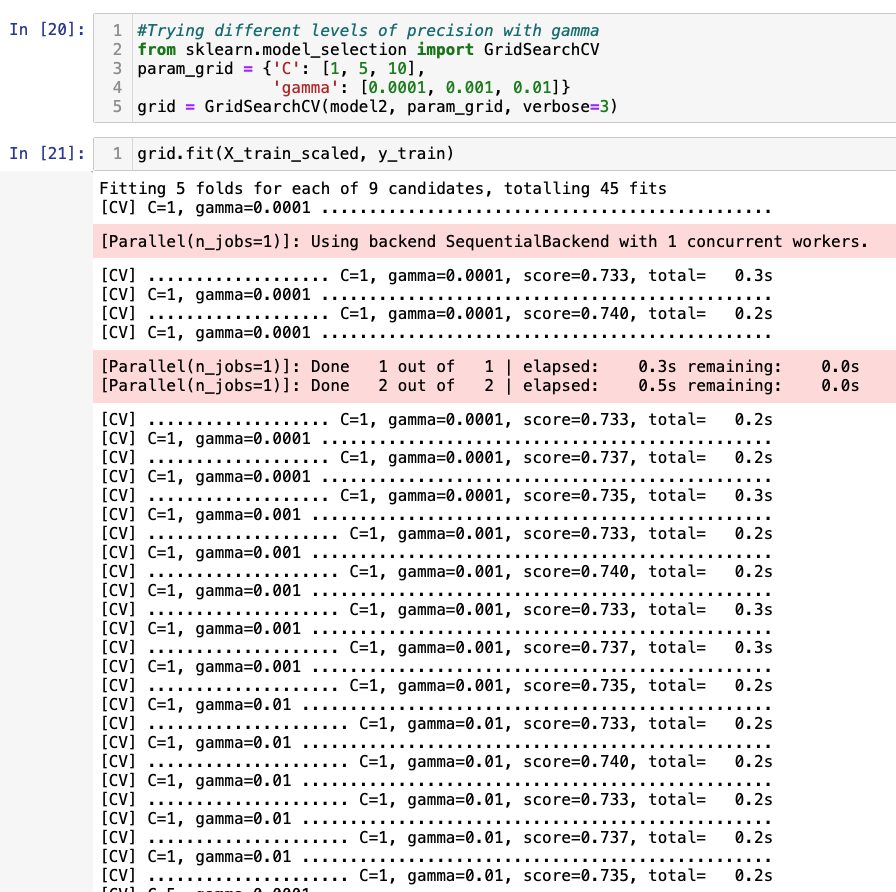 In [20]: 1 #Trying different levels of precision with gamma
2 from sklearn.model_selection import GridSearchCV
3 param_grid = {'C': [1, 5, 10],
4 'gamma': [0.0001, 0.001, 0.01]}
5 grid = GridSearchCV(model2, param_grid, verbose=3)
In [21]: 1 grid.fit(X_train_scaled, y_train)
Fitting 5 folds for each of 9 candidates, totalling 45 fits
[CV] C=1, gamma=0.0001 ...............................................
[Parallel(n_jobs=1)]: Using backend SequentialBackend with 1 concurrent workers.
[CV] ................... C=1, gamma=0.0001, score=0.733, total=   0.3s
[CV] C=1, gamma=0.0001 ...............................................
[CV] ................... C=1, gamma=0.0001, score=0.740, total=   0.2s
[CV] C=1, gamma=0.0001 ...............................................
[Parallel(n_jobs=1)]: Done   1 out of   1 | elapsed:    0.3s remaining:    0.0s
[Parallel(n_jobs=1)]: Done   2 out of   2 | elapsed:    0.5s remaining:    0.0s
[CV] ................... C=1, gamma=0.0001, score=0.733, total=   0.2s
[CV] C=1, gamma=0.0001 ...............................................
[CV] ................... C=1, gamma=0.0001, score=0.737, total=   0.2s
[CV] C=1, gamma=0.0001 ...............................................
[CV] ................... C=1, gamma=0.0001, score=0.735, total=   0.3s
[CV] C=1, gamma=0.001 ................................................
[CV] .................... C=1, gamma=0.001, score=0.733, total=   0.2s
[CV] C=1, gamma=0.001 ................................................
[CV] .................... C=1, gamma=0.001, score=0.740, total=   0.2s
[CV] C=1, gamma=0.001 ................................................
[CV] .................... C=1, gamma=0.001, score=0.733, total=   0.3s
[CV] C=1, gamma=0.001 ................................................
[CV] .................... C=1, gamma=0.001, score=0.737, total=   0.3s
[CV] C=1, gamma=0.001 ................................................
[CV] .................... C=1, gamma=0.001, score=0.735, total=   0.2s
[CV] C=1, gamma=0.01 .................................................
[CV] ..................... C=1, gamma=0.01, score=0.733, total=   0.2s
[CV] C=1, gamma=0.01 .................................................
[CV] ..................... C=1, gamma=0.01, score=0.740, total=   0.2s
[CV] C=1, gamma=0.01 .................................................
[CV] ..................... C=1, gamma=0.01, score=0.733, total=   0.2s
[CV] C=1, gamma=0.01 .................................................
[CV] ..................... C=1, gamma=0.01, score=0.737, total=   0.2s
[CV] C=1, gamma=0.01 .................................................
[CV] ..................... C=1, gamma=0.01, score=0.735, total=   0.2s